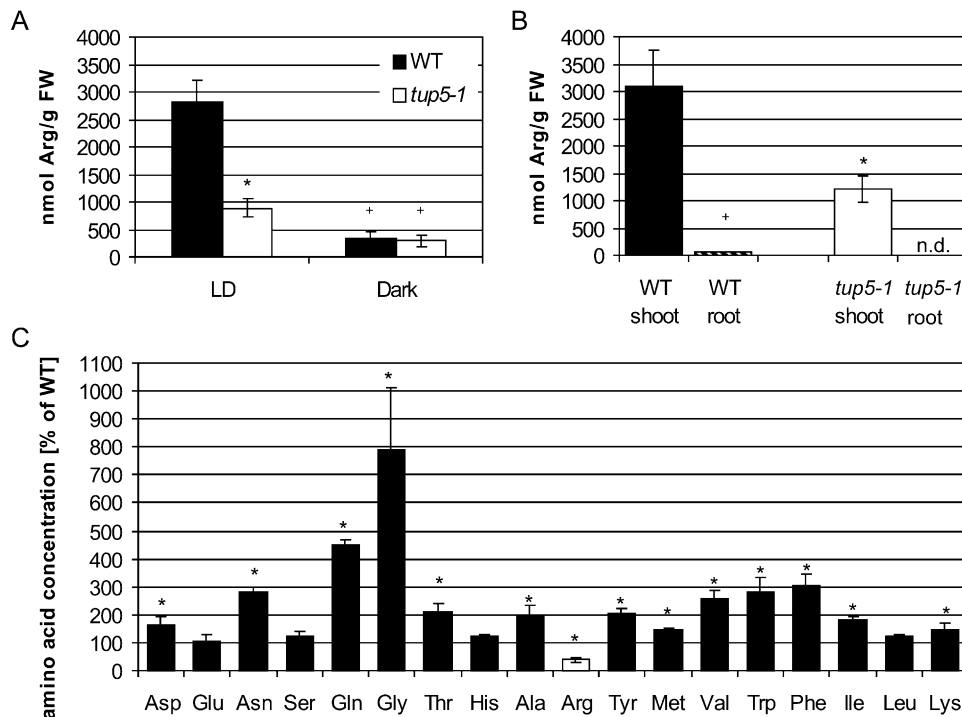 A
nmol Arg/g FW
4000
3500
3000
2500
2000
1500
1000
500
0
WT
tup5-1
*
+ +
LD Dark
B
nmol Arg/g FW
4000
3500
3000
2500
2000
1500
1000
500
0
+
*
n.d.
WT WT tup5-1 tup5-1
shoot root shoot root
C
amino acid concentration [% of WT]
1100
1000
900
800
700
600
500
400
300
200
100
0
* * * * * * * * * * * * * *
Asp Glu Asn Ser Gln Gly Thr His Ala Arg Tyr Met Val Trp Phe Ile Leu Lys